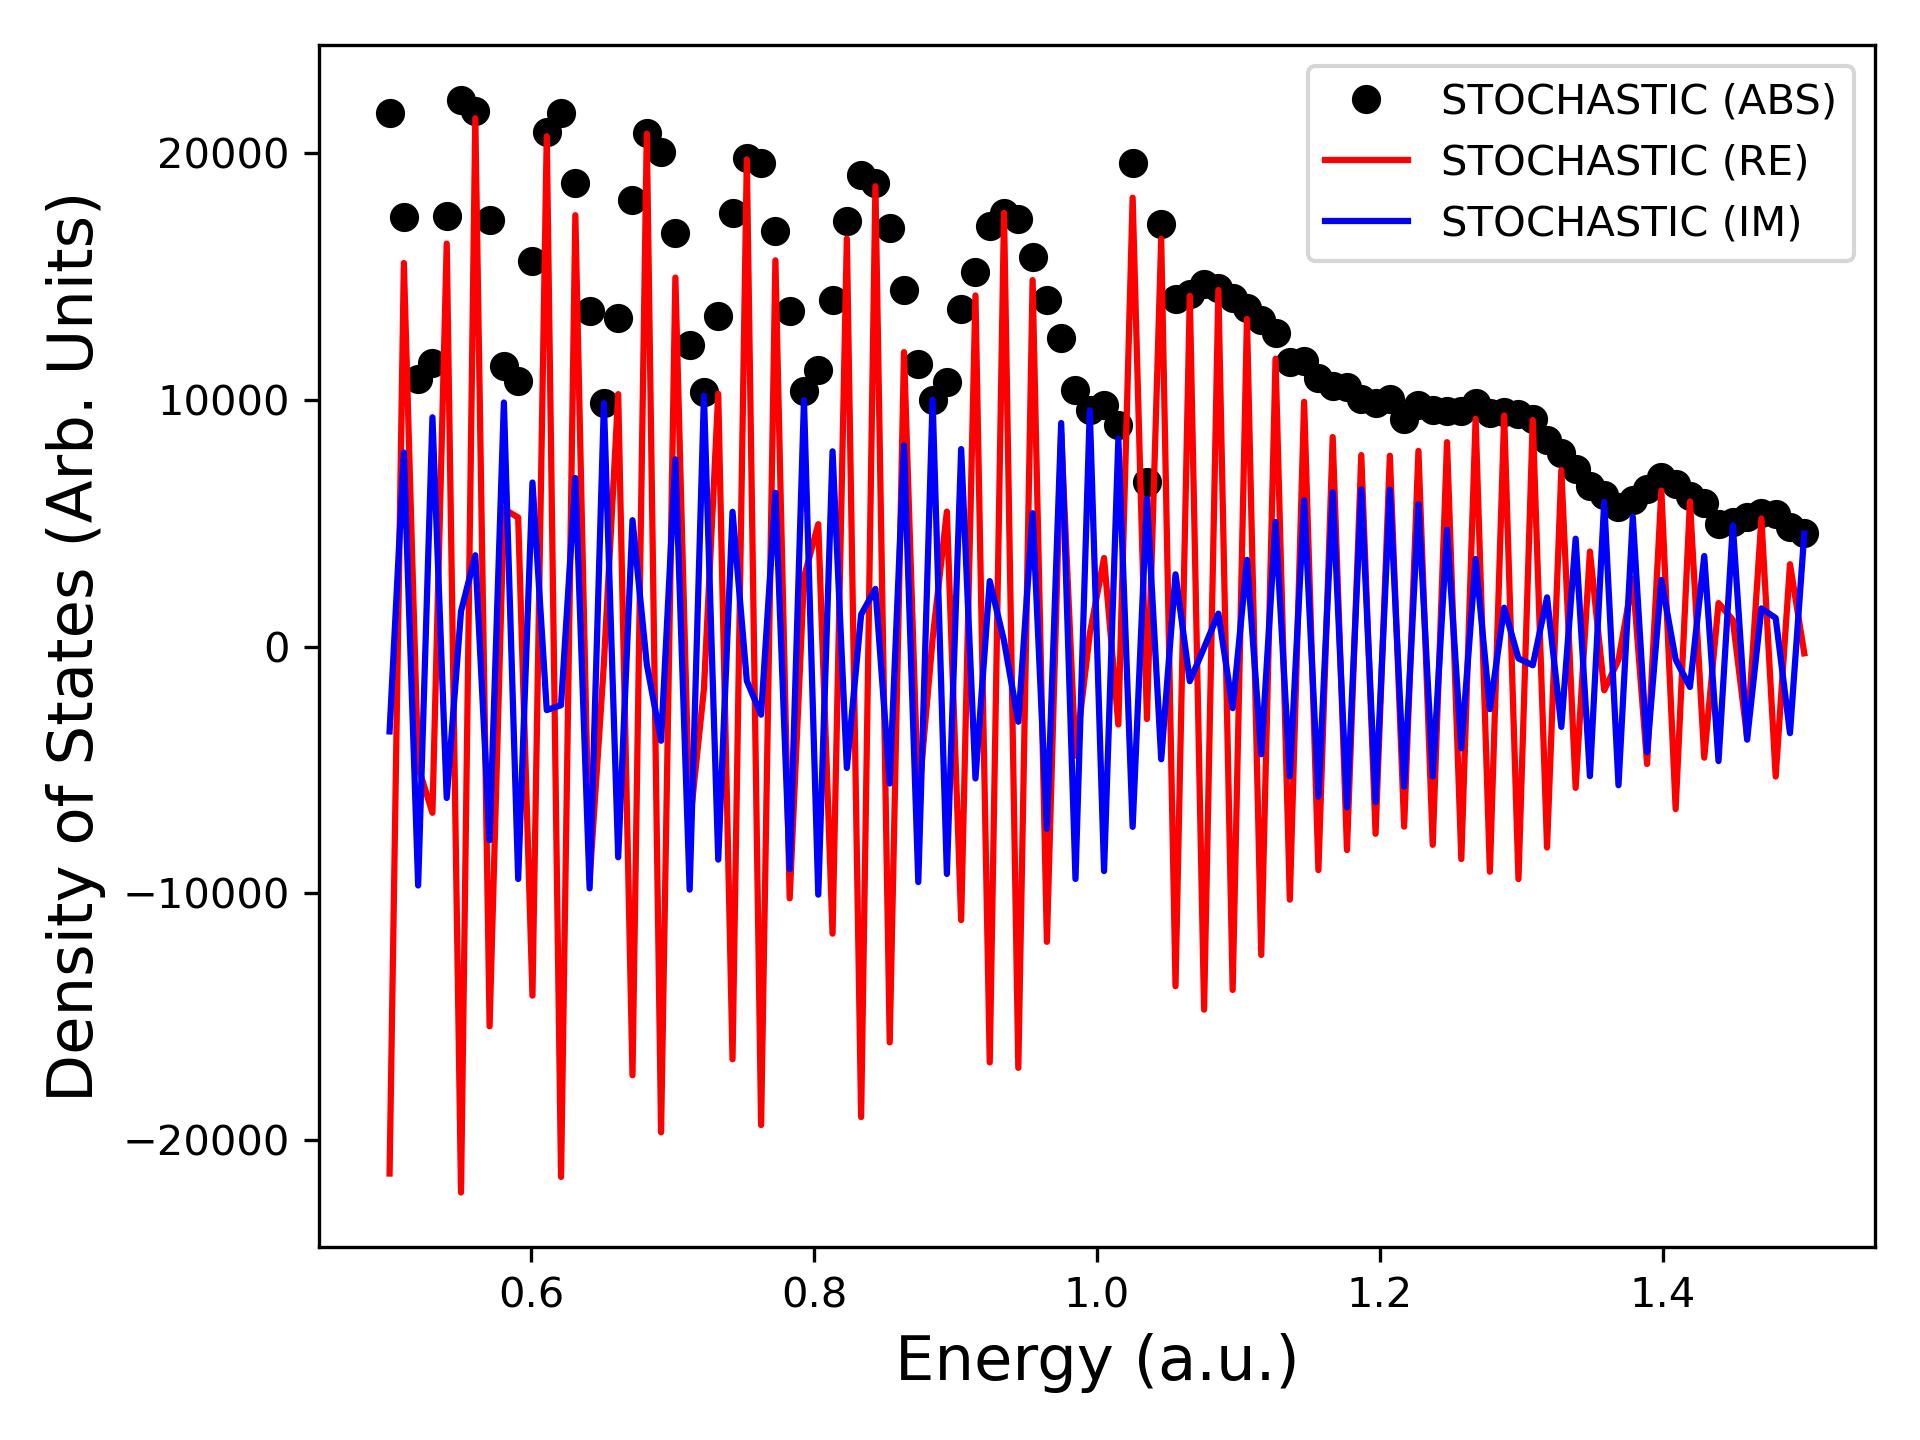 STOCHASTIC (ABS)
STOCHASTIC (RE)
STOCHASTIC (IM)
Density of States (Arb. Units)
20000
10000
0
−10000
−20000
0.6 0.8 1.0 1.2 1.4
Energy (a.u.)